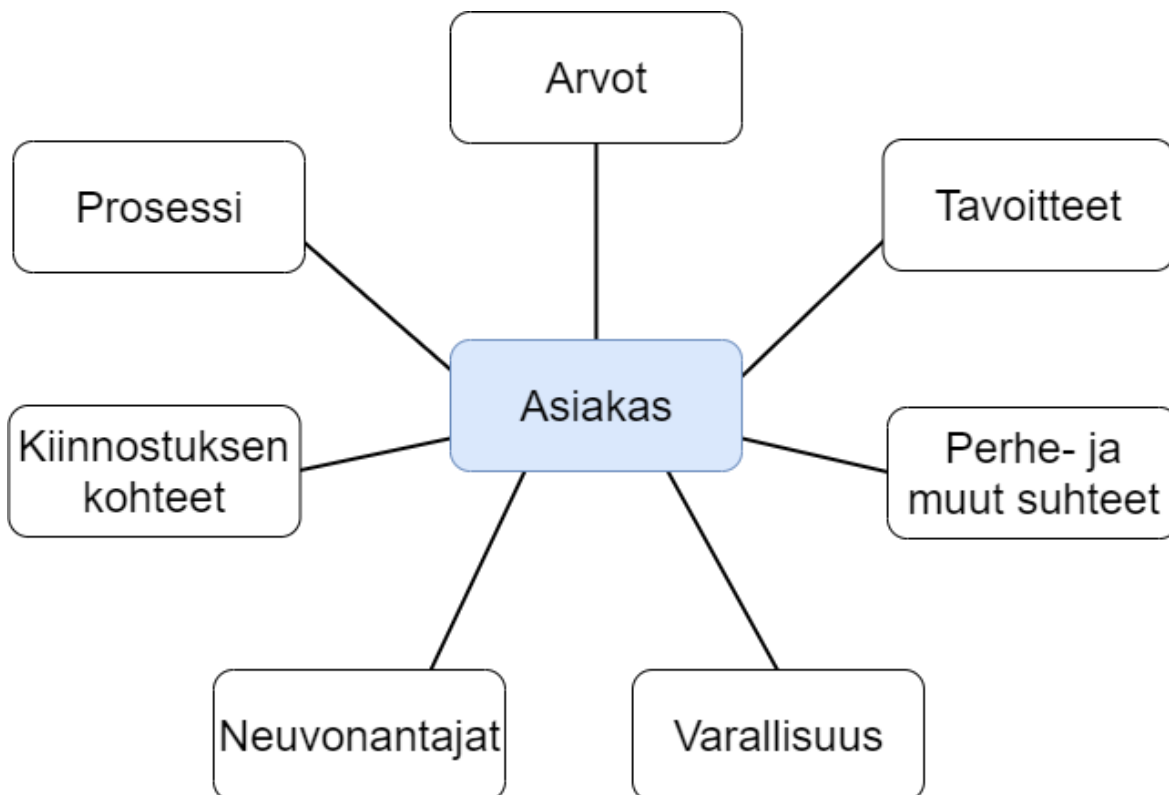 Arvot
Prosessi
Tavoitteet
Asiakas
Kiinnostuksen
kohteet
Perhe- ja
muut suhteet
Neuvonantajat
Varallisuus